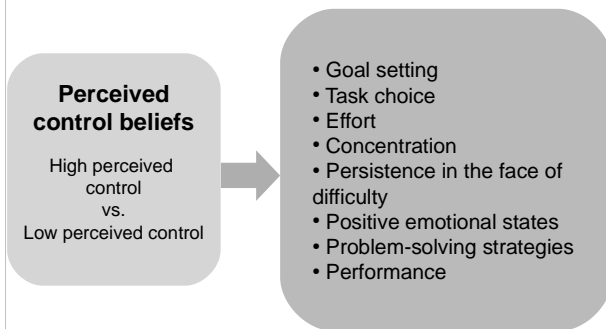 Perceived
control beliefs
High perceived
control
vs.
Low perceived control
• Goal setting
• Task choice
• Effort
• Concentration
• Persistence in the face of
difficulty
• Positive emotional states
• Problem-solving strategies
• Performance